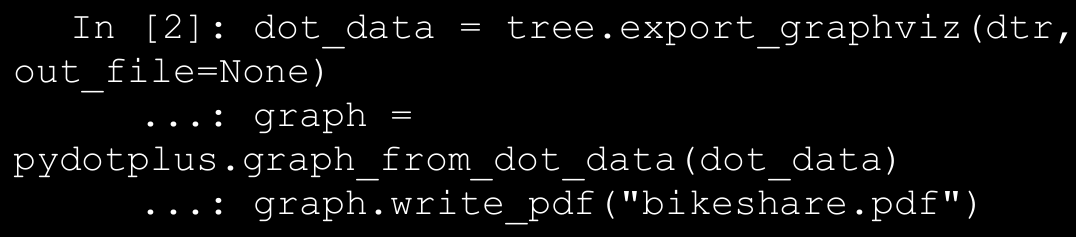 In [2]: dot_data = tree.export_graphviz(dtr,
out_file=None)
...: graph =
pydotplus.graph_from_dot_data(dot_data)
...: graph.write_pdf("bikeshare.pdf")